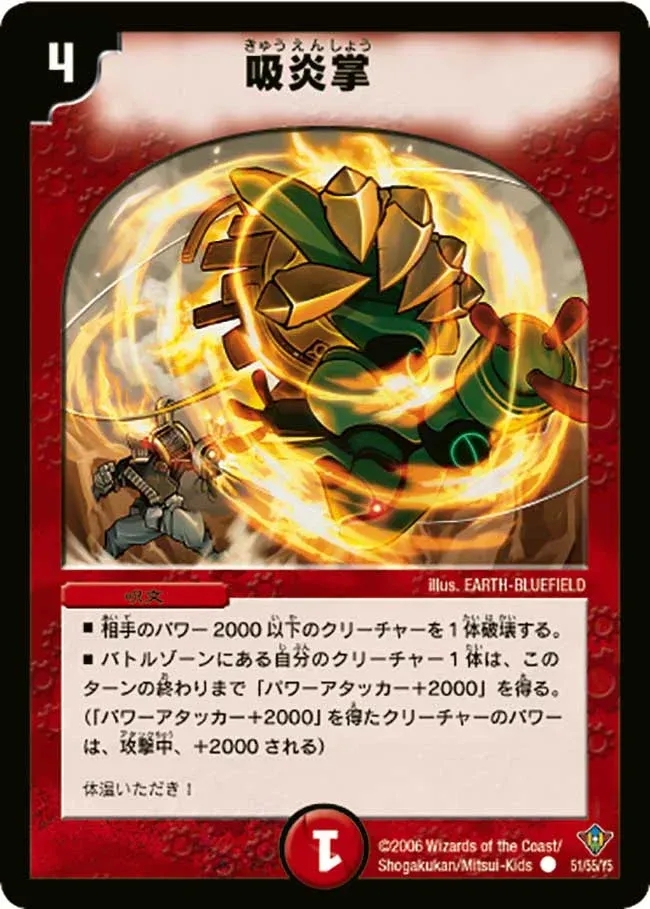 4
きゅうえんしょう
吸炎掌
illus. EARTH-BLUEFIELD
呪文
■ 相手のパワー2000以下のクリーチャーを1体破壊する。
■ バトルゾーンにある自分のクリーチャー1体は、この
ターンの終わりまで「パワーアタッカー+2000」を得る。
(「パワーアタッカー+2000」を得たクリーチャーのパワー
は、攻撃中、+2000される)
体温いただき!
1
©2006 Wizards of the Coast/
Shogakukan/Mitsui-Kids
51/55/Y5